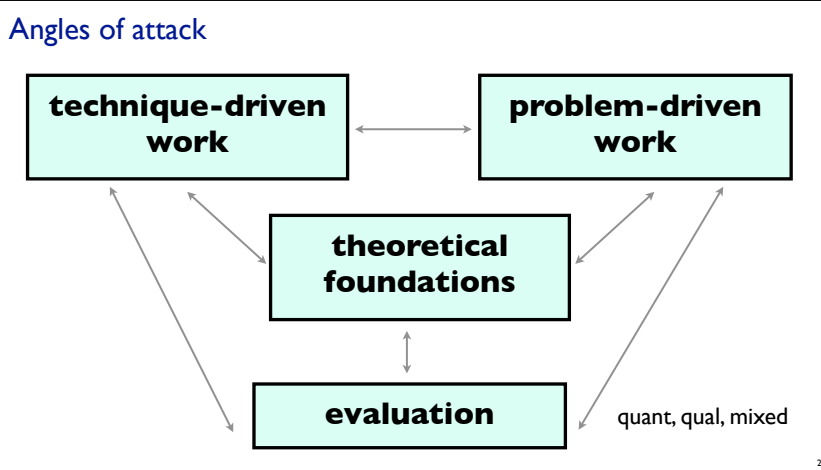 Angles of attack
technique-driven
work
problem-driven
work
theoretical
foundations
evaluation
quant, qual, mixed
2